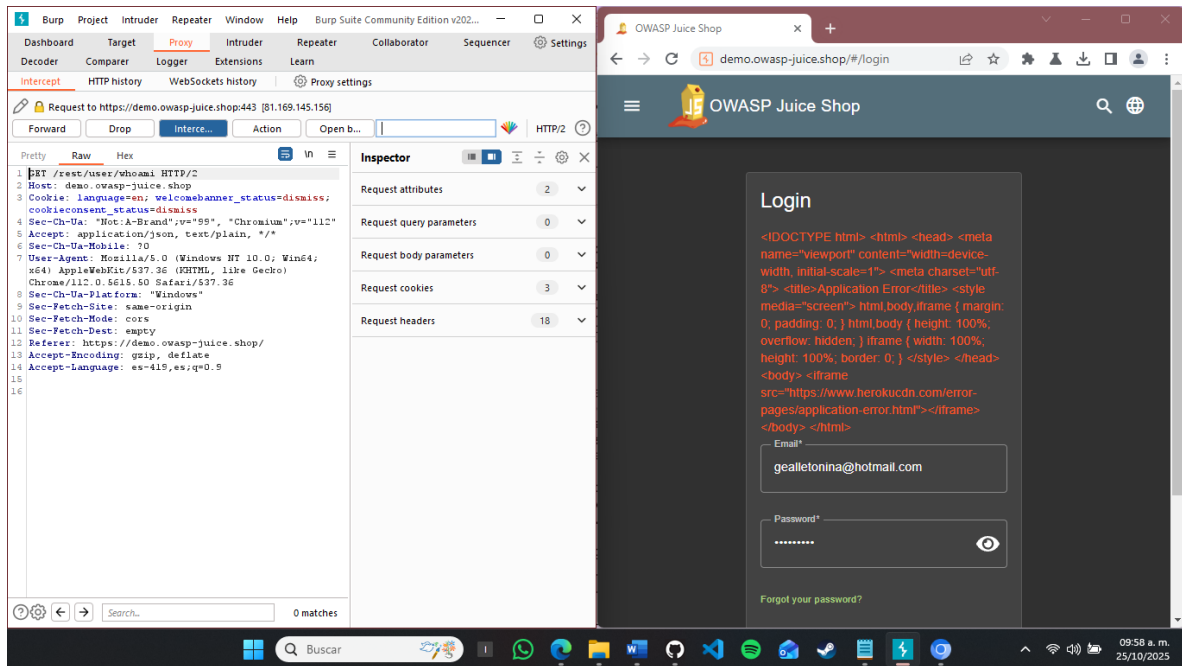 Burp Project Intruder Repeater Window Help Burp Suite Community Edition v202...
Dashboard Target Proxy Intruder Repeater Collaborator Sequencer Settings
Decoder Comparer Logger Extensions Learn
Intercept HTTP history WebSockets history Proxy settings
Request to https://demo.owasp-juice.shop:443 [81.169.145.156]
Forward Drop Interce... Action Open b... HTTP/2
Pretty Raw Hex \n
1 GET /rest/user/whoami HTTP/2
2 Host: demo.owasp-juice.shop
3 Cookie: language=en; welcomebanner_status=dismiss;
cookieconsent_status=dismiss
4 Sec-Ch-Ua: "Not:A-Brand";v="99", "Chromium";v="112"
5 Accept: application/json, text/plain, */*
6 Sec-Ch-Ua-Mobile: ?0
7 User-Agent: Mozilla/5.0 (Windows NT 10.0; Win64;
x64) AppleWebKit/537.36 (KHTML, like Gecko)
Chrome/112.0.5615.50 Safari/537.36
8 Sec-Ch-Ua-Platform: "Windows"
9 Sec-Fetch-Site: same-origin
10 Sec-Fetch-Mode: cors
11 Sec-Fetch-Dest: empty
12 Referer: https://demo.owasp-juice.shop/
13 Accept-Encoding: gzip, deflate
14 Accept-Language: es-419,es;q=0.9
15
16
Inspector
Request attributes 2
Request query parameters 0
Request body parameters 0
Request cookies 3
Request headers 18
Search... 0 matches
OWASP Juice Shop
demo.owasp-juice.shop/#/login
OWASP Juice Shop
Login
<!DOCTYPE html> <html> <head> <meta
name="viewport" content="width=device-
width, initial-scale=1"> <meta charset="utf-
8"> <title>Application Error</title> <style
media="screen"> html,body,iframe { margin:
0; padding: 0; } html,body { height: 100%;
overflow: hidden; } iframe { width: 100%;
height: 100%; border: 0; } </style> </head>
<body> <iframe
src="https://www.herokucdn.com/error-
pages/application-error.html"></iframe>
</body> </html>
Email*
gealletonina@hotmail.com
Password*
Forgot your password?
Buscar
09:58 a. m.
25/10/2025